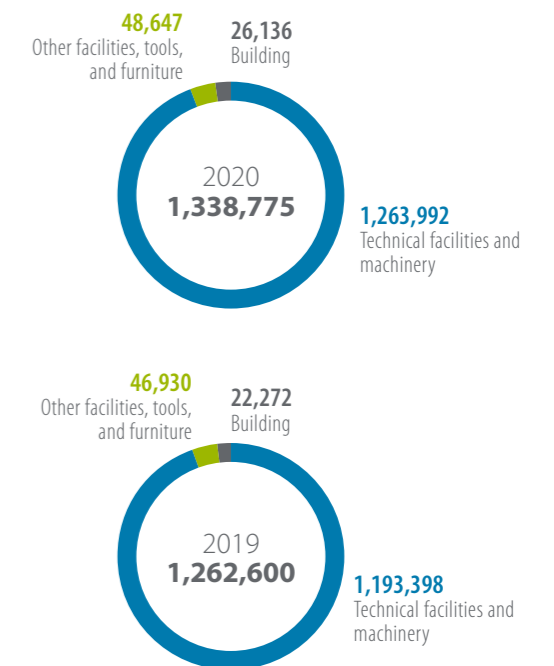 48,647
Other facilities, tools,
and furniture
26,136
Building
2020
1,338,775
1,263,992
Technical facilities and
machinery
46,930
Other facilities, tools,
and furniture
22,272
Building
2019
1,262,600
1,193,398
Technical facilities and
machinery